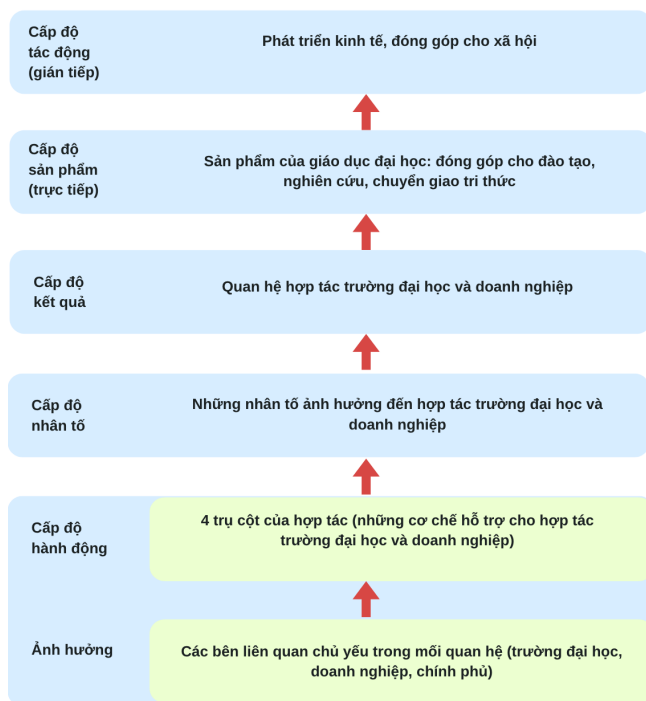 Cấp độ
tác động
(gián tiếp)
Phát triển kinh tế, đóng góp cho xã hội
Cấp độ
sản phẩm
(trực tiếp)
Sản phẩm của giáo dục đại học: đóng góp cho đào tạo,
nghiên cứu, chuyển giao tri thức
Cấp độ
kết quả
Quan hệ hợp tác trường đại học và doanh nghiệp
Cấp độ
nhân tố
Những nhân tố ảnh hưởng đến hợp tác trường đại học và
doanh nghiệp
Cấp độ
hành động
4 trụ cột của hợp tác (những cơ chế hỗ trợ cho hợp tác
trường đại học và doanh nghiệp)
Ảnh hưởng
Các bên liên quan chủ yếu trong mối quan hệ (trường đại học,
doanh nghiệp, chính phủ)